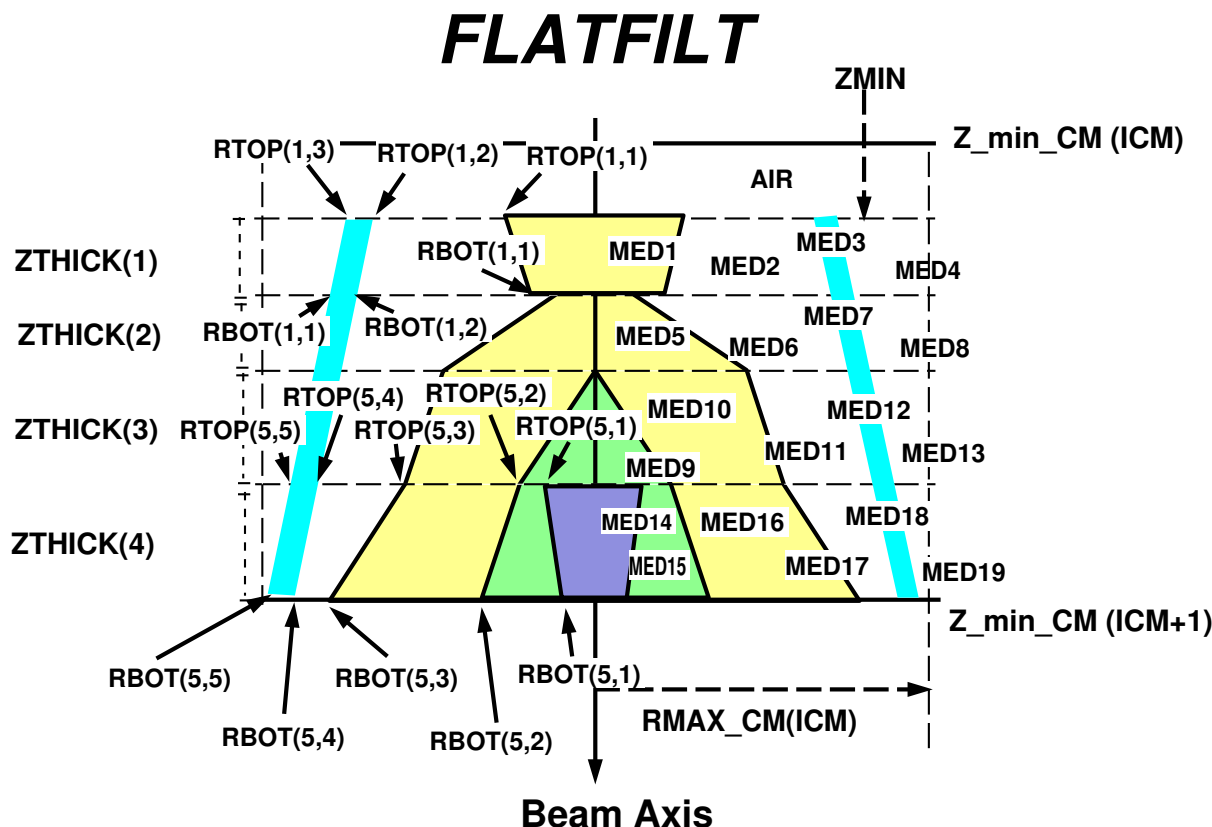 FLATFILT
ZMIN
Z_min_CM (ICM)
RTOP(1,3)
RTOP(1,2)
RTOP(1,1)
AIR
ZTHICK(1)
RBOT(1,1)
MED1
MED2
MED3
MED4
ZTHICK(2)
RBOT(1,1)
RBOT(1,2)
MED5
MED6
MED7
MED8
ZTHICK(3)
RTOP(5,5)
RTOP(5,4)
RTOP(5,3)
RTOP(5,2)
RTOP(5,1)
MED9
MED10
MED11
MED12
MED13
ZTHICK(4)
MED14
MED15
MED16
MED17
MED18
MED19
Z_min_CM (ICM+1)
RBOT(5,5)
RBOT(5,4)
RBOT(5,3)
RBOT(5,2)
RBOT(5,1)
RMAX_CM(ICM)
Beam Axis